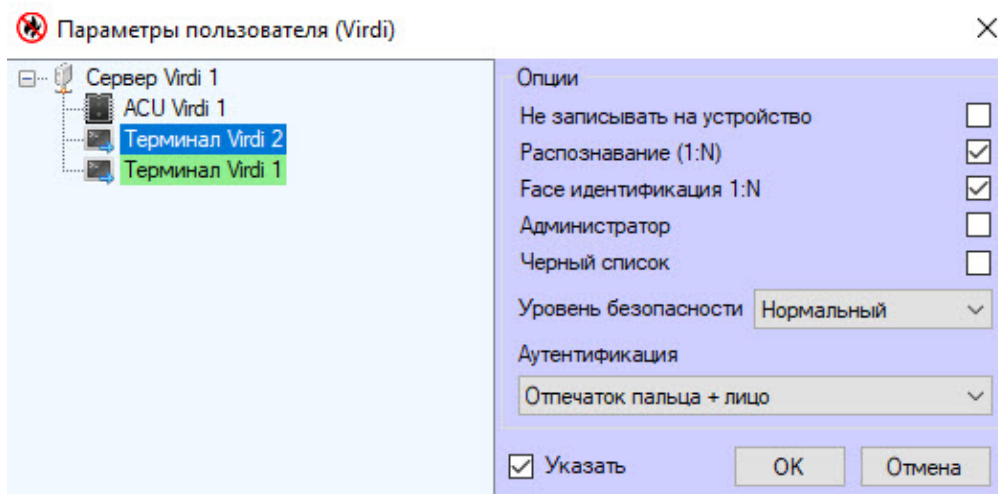 Параметры пользователя (Virdi)
Сервер Virdi 1
ACU Virdi 1
Терминал Virdi 2
Терминал Virdi 1
Опции
Не записывать на устройство
Распознавание (1:N)
Face идентификация 1:N
Администратор
Черный список
Уровень безопасности Нормальный
Аутентификация
Отпечаток пальца + лицо
Указать OK Отмена